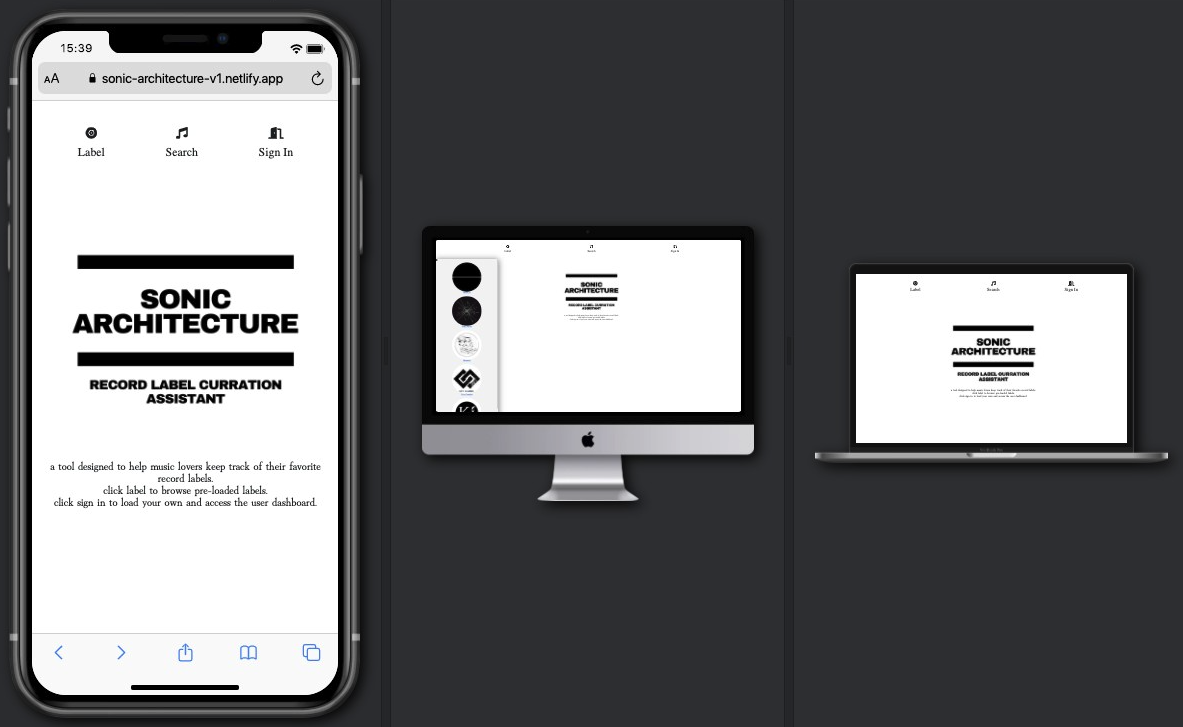 15:39
AA
sonic-architecture-v1.netlify.app
Label Search Sign In
SONIC
ARCHITECTURE
RECORD LABEL CURRATION
ASSISTANT
a tool designed to help music lovers keep track of their favorite
record labels.
click label to browse pre-loaded labels.
click sign in to load your own and access the user dashboard.
Label Search Sign In
SONIC
ARCHITECTURE
RECORD LABEL CURRATION
ASSISTANT
Label Search Sign In
SONIC
ARCHITECTURE
RECORD LABEL CURRATION
ASSISTANT